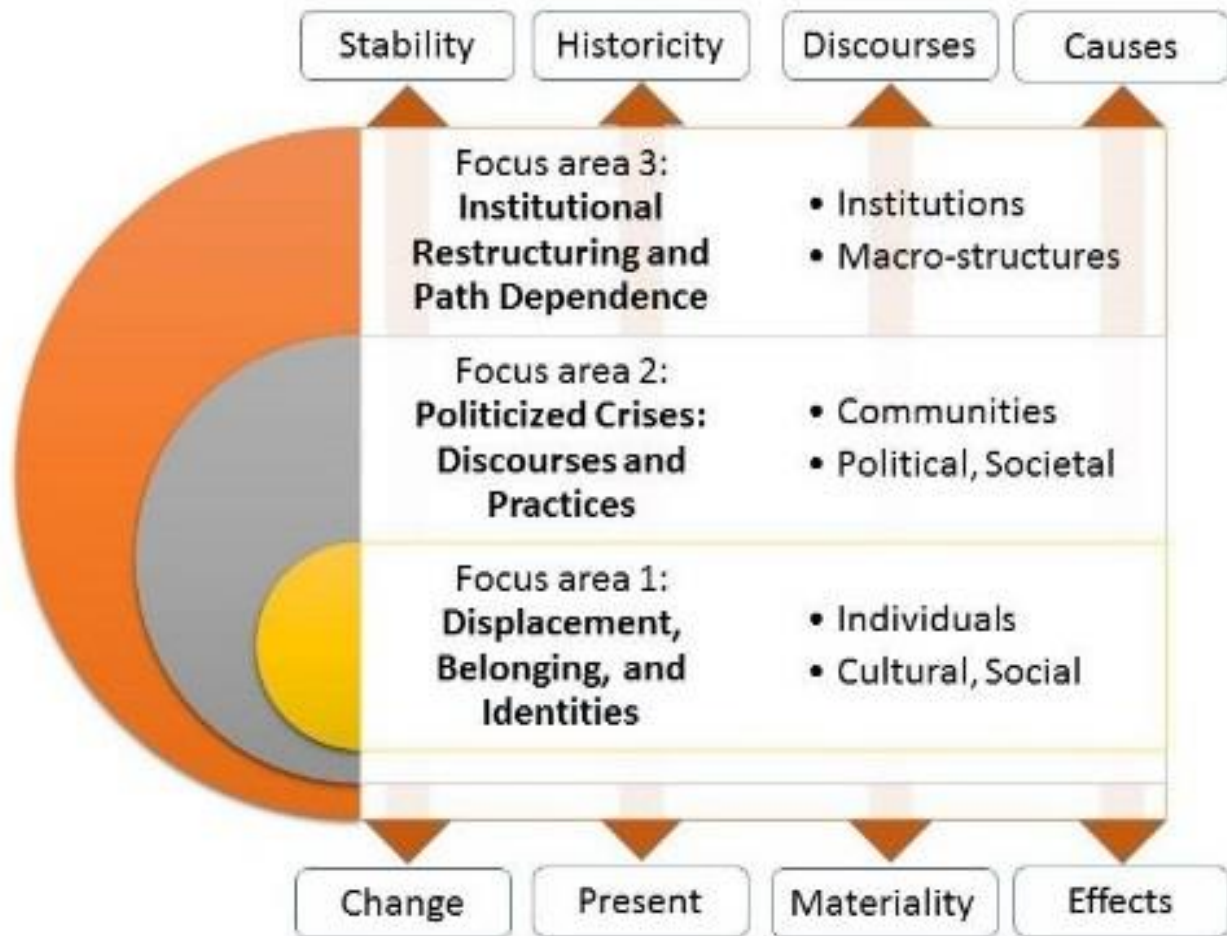 Stability Historicity Discourses Causes
Focus area 3:
Institutional
Restructuring and
Path Dependence
• Institutions
• Macro-structures
Focus area 2:
Politicized Crises:
Discourses and
Practices
• Communities
• Political, Societal
Focus area 1:
Displacement,
Belonging, and
Identities
• Individuals
• Cultural, Social
Change Present Materiality Effects